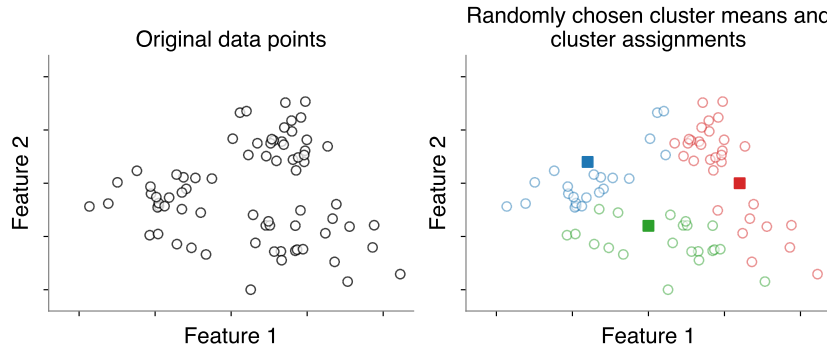 Original data points
Feature 2
Feature 1
Randomly chosen cluster means and
cluster assignments
Feature 2
Feature 1